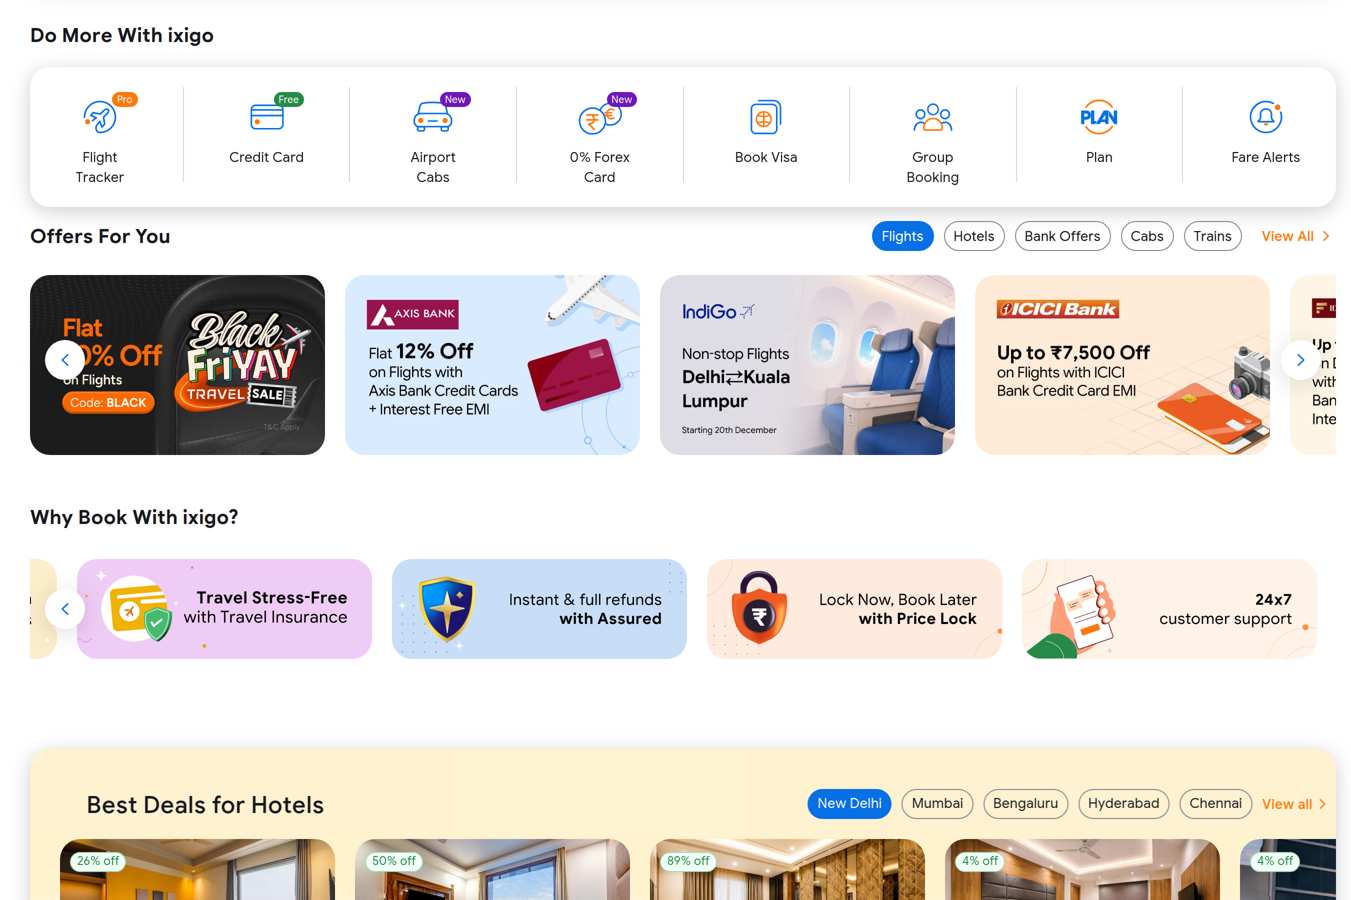 Do More With ixigo
Pro
Flight
Tracker
Free
Credit Card
New
Airport
Cabs
New
0% Forex
Card
Book Visa
Group
Booking
PLAN
Plan
Fare Alerts
Offers For You
Flights
Hotels
Bank Offers
Cabs
Trains
View All
Flat
0% Off
on Flights
Code: BLACK
Black
FriYAY
TRAVEL SALE
T&C Apply
AXIS BANK
Flat 12% Off
on Flights with
Axis Bank Credit Cards
+ Interest Free EMI
IndiGo
Non-stop Flights
Delhi⇄Kuala
Lumpur
Starting 20th December
ICICI Bank
Up to ₹7,500 Off
on Flights with ICICI
Bank Credit Card EMI
Up
with
Ban
Inte
Why Book With ixigo?
Travel Stress-Free
with Travel Insurance
Instant & full refunds
with Assured
Lock Now, Book Later
with Price Lock
24x7
customer support
Best Deals for Hotels
New Delhi
Mumbai
Bengaluru
Hyderabad
Chennai
View all
26% off
50% off
89% off
4% off
4% off